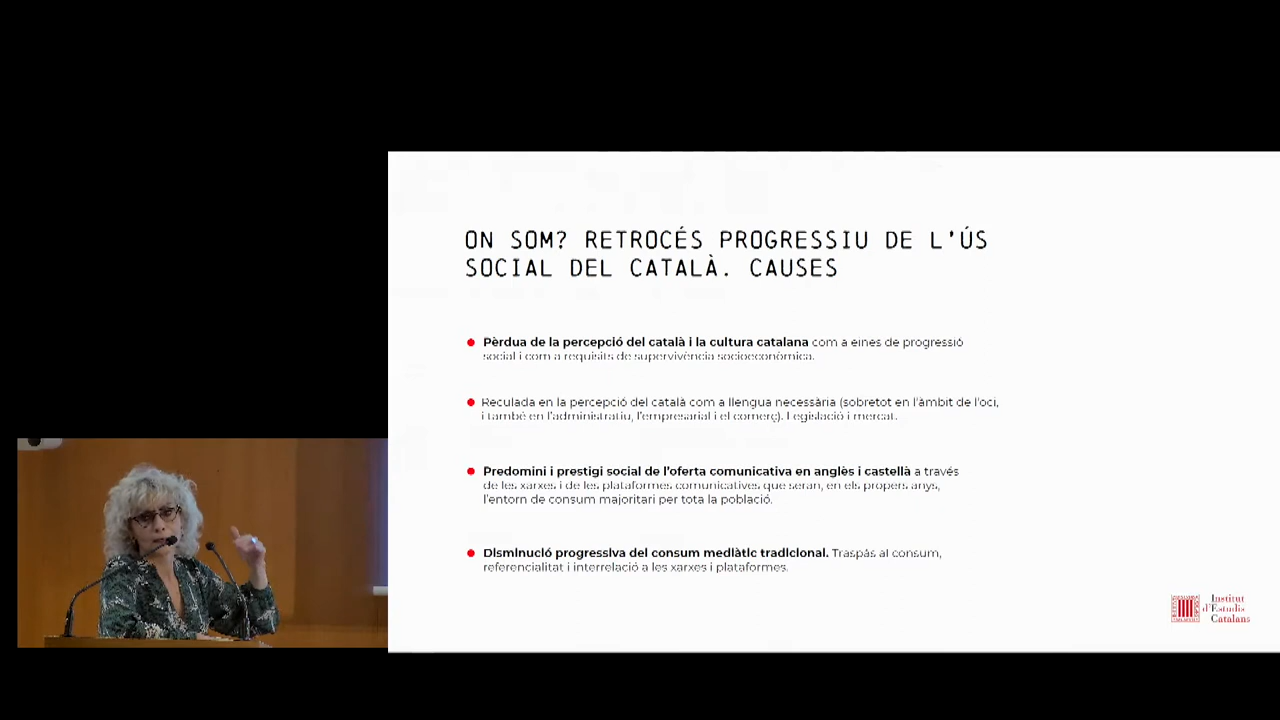 ON SOM? RETROCÉS PROGRESSIU DE L'ÚS
SOCIAL DEL CATALÀ. CAUSES
Pèrdua de la percepció del català i la cultura catalana com a eines de progressió
social i com a requisits de supervivència socioeconòmica.
Reculada en la percepció del català com a llengua necessària (sobretot en l'àmbit de l'oci,
i també en l'administratiu, l'empresarial i el comerç). Legislació i mercat.
Predomini i prestigi social de l'oferta comunicativa en anglès i castellà a través
de les xarxes i de les plataformes comunicatives que seran, en els propers anys,
l'entorn de consum majoritari per tota la població.
Disminució progressiva del consum mediàtic tradicional. Traspàs al consum,
referencialitat i interrelació a les xarxes i plataformes.
Institut
d'Estudis
Catalans